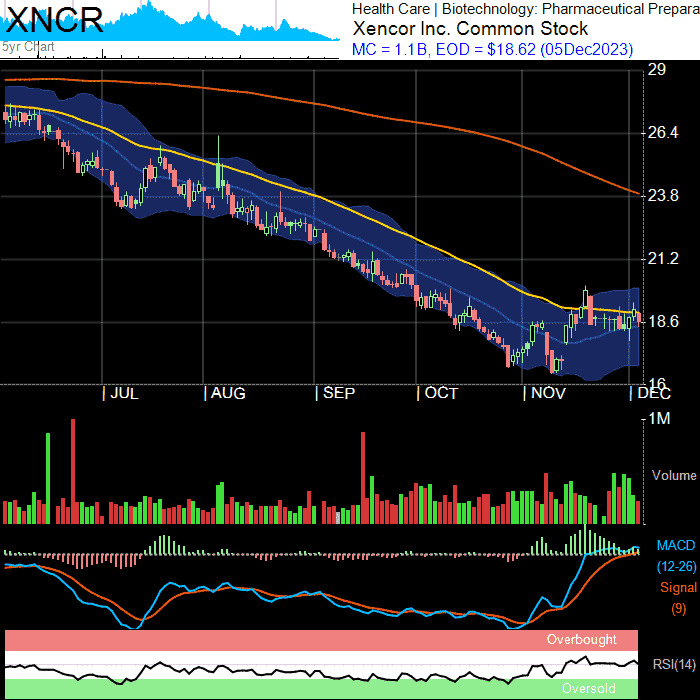 XNCR
5yr Chart
Health Care | Biotechnology: Pharmaceutical Prepara
Xencor Inc. Common Stock
MC = 1.1B, EOD = $18.62 (05Dec2023)
29
26.4
23.8
21.2
18.6
16
JUL
AUG
SEP
OCT
NOV
DEC
1M
Volume
MACD
(12-26)
Signal
(9)
Overbought
RSI(14)
Oversold